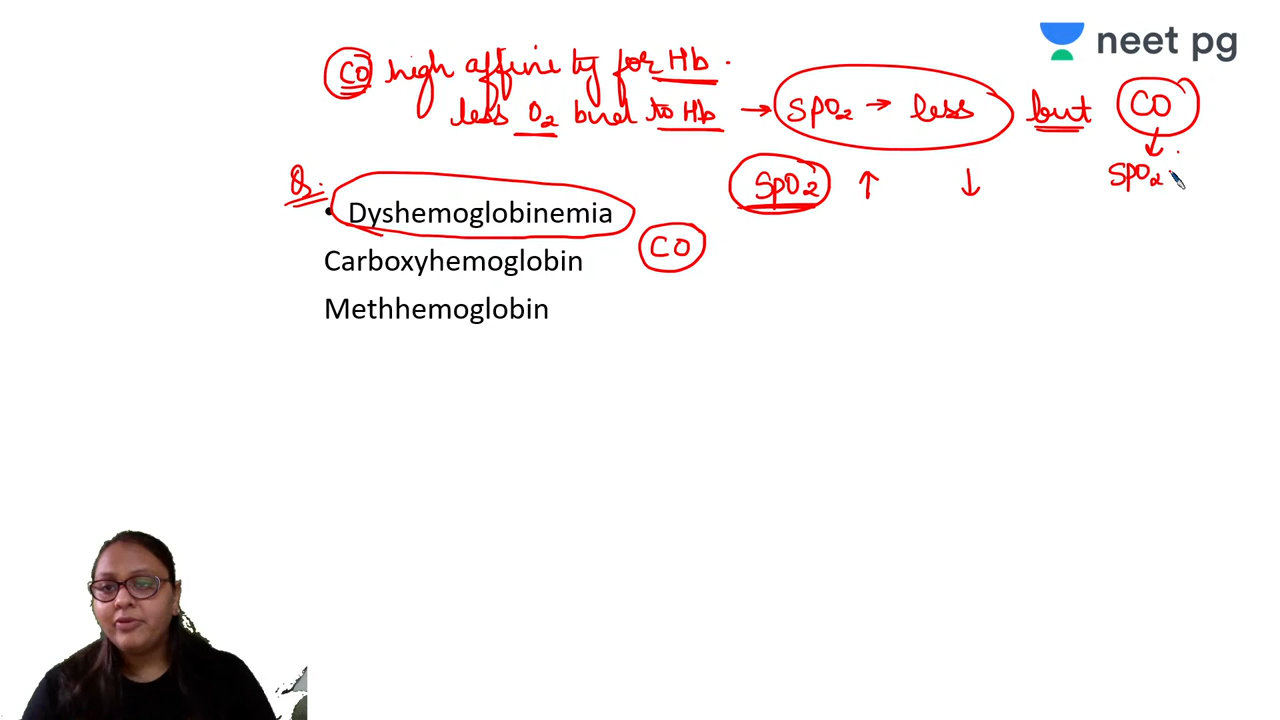 neet pg
CO high affinity for Hb.
less O₂ bind to Hb → SpO₂ → less but CO
↓
SpO₂ ↑ ↓ SpO₂
Q.
• Dyshemoglobinemia
CO
Carboxyhemoglobin
Methhemoglobin